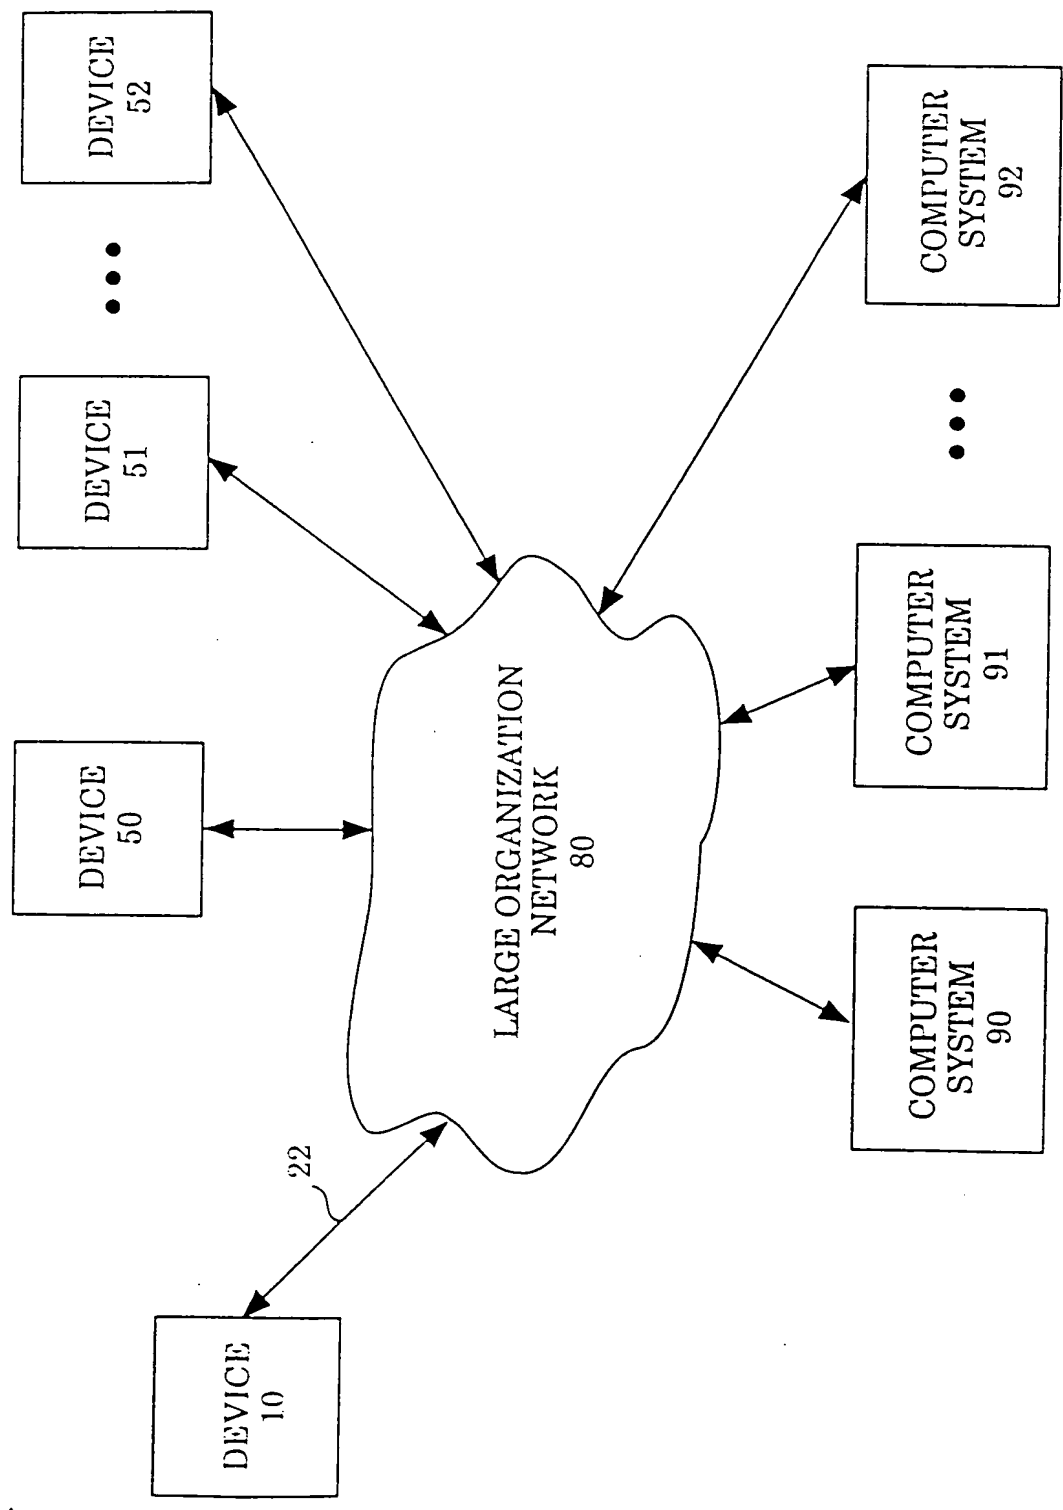 DEVICE
10
22
DEVICE
50
DEVICE
51
DEVICE
52
LARGE ORGANIZATION
NETWORK
80
COMPUTER
SYSTEM
90
COMPUTER
SYSTEM
91
COMPUTER
SYSTEM
92